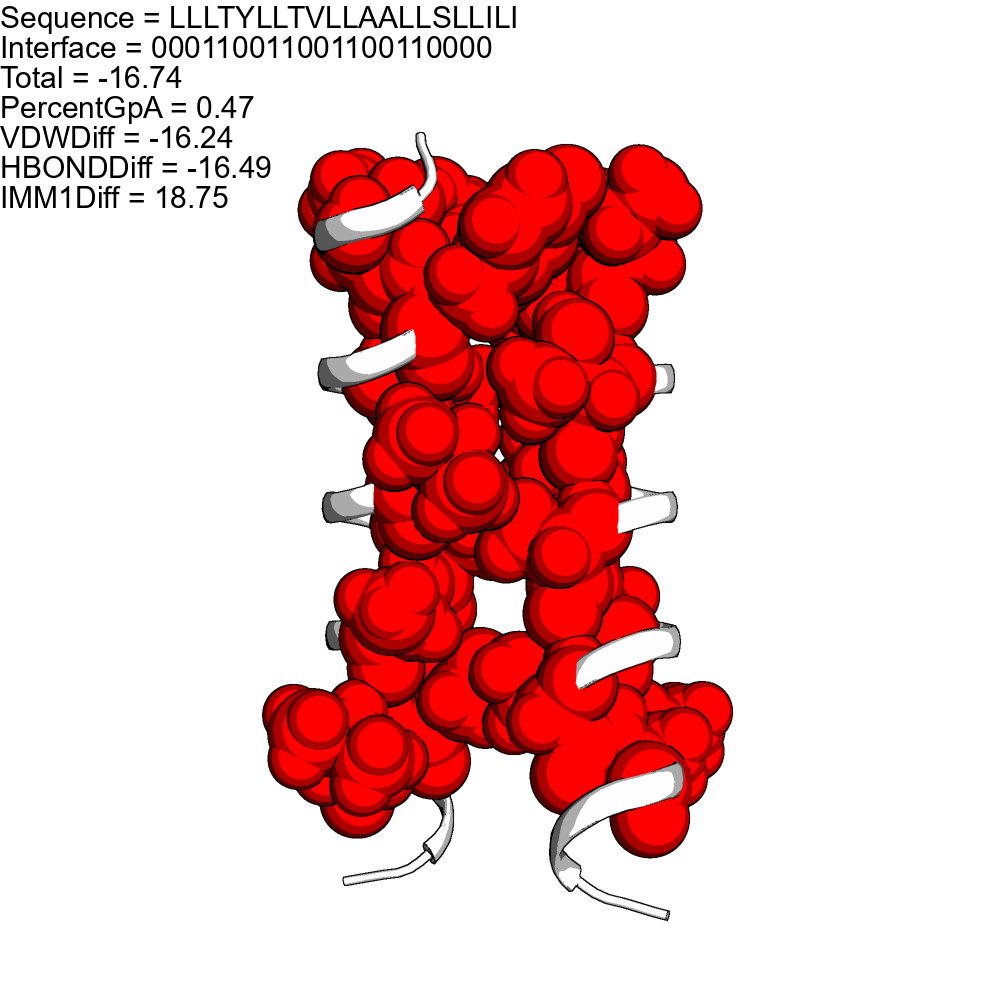 Sequence = LLLTYLLTVLLAALLSLLILI
Interface = 000110011001100110000
Total = -16.74
PercentGpA = 0.47
VDWDiff = -16.24
HBONDDiff = -16.49
IMM1Diff = 18.75